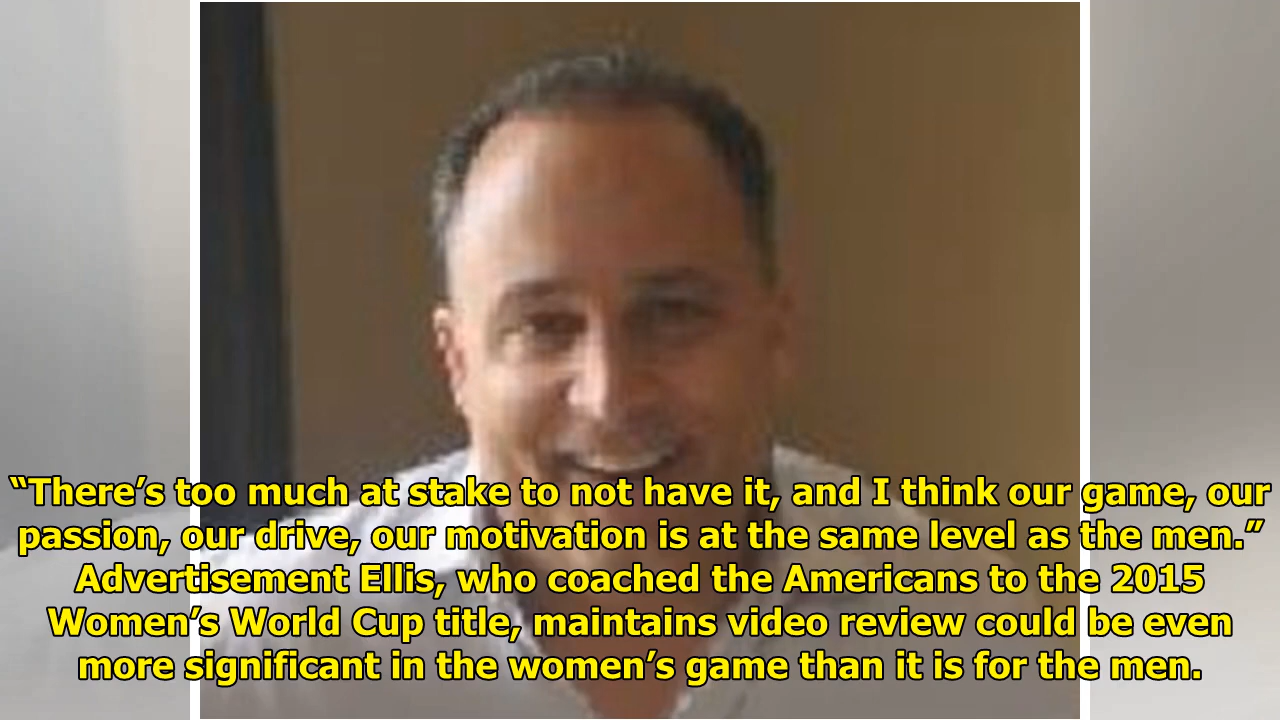 “There’s too much at stake to not have it, and I think our game, our
passion, our drive, our motivation is at the same level as the men.”
Advertisement Ellis, who coached the Americans to the 2015
Women’s World Cup title, maintains video review could be even
more significant in the women’s game than it is for the men.